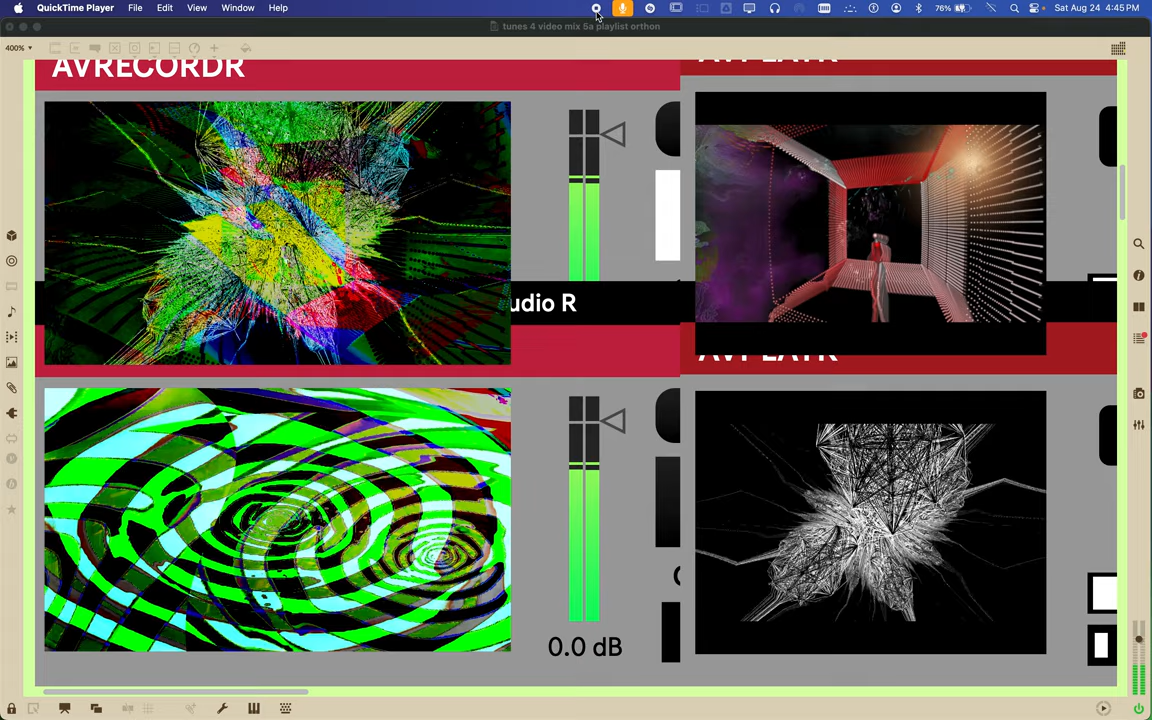 QuickTime Player File Edit View Window Help 76% Sat Aug 24 4:45 PM
tunes 4 video mix 5a playlist orthon
400%
AVRECORDR
udio R
0.0 dB